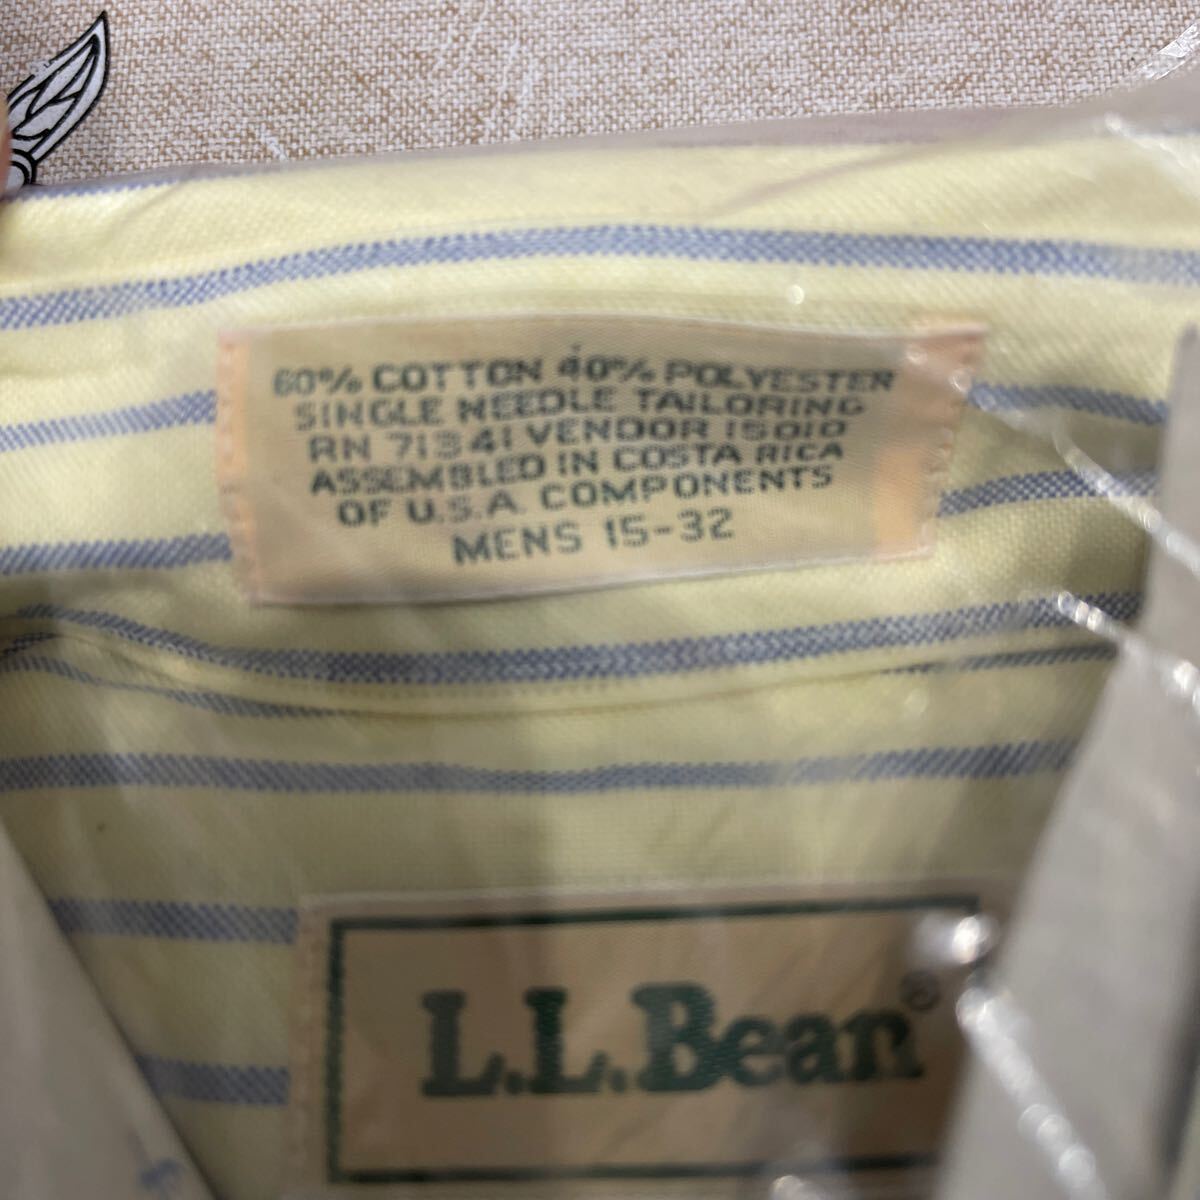 60% COTTON 40% POLYESTER
SINGLE NEEDLE TAILORING
RN 71341 VENDOR 15010
ASSEMBLED IN COSTA RICA
OF U.S.A. COMPONENTS
MENS 15-32
L.L.Bean®